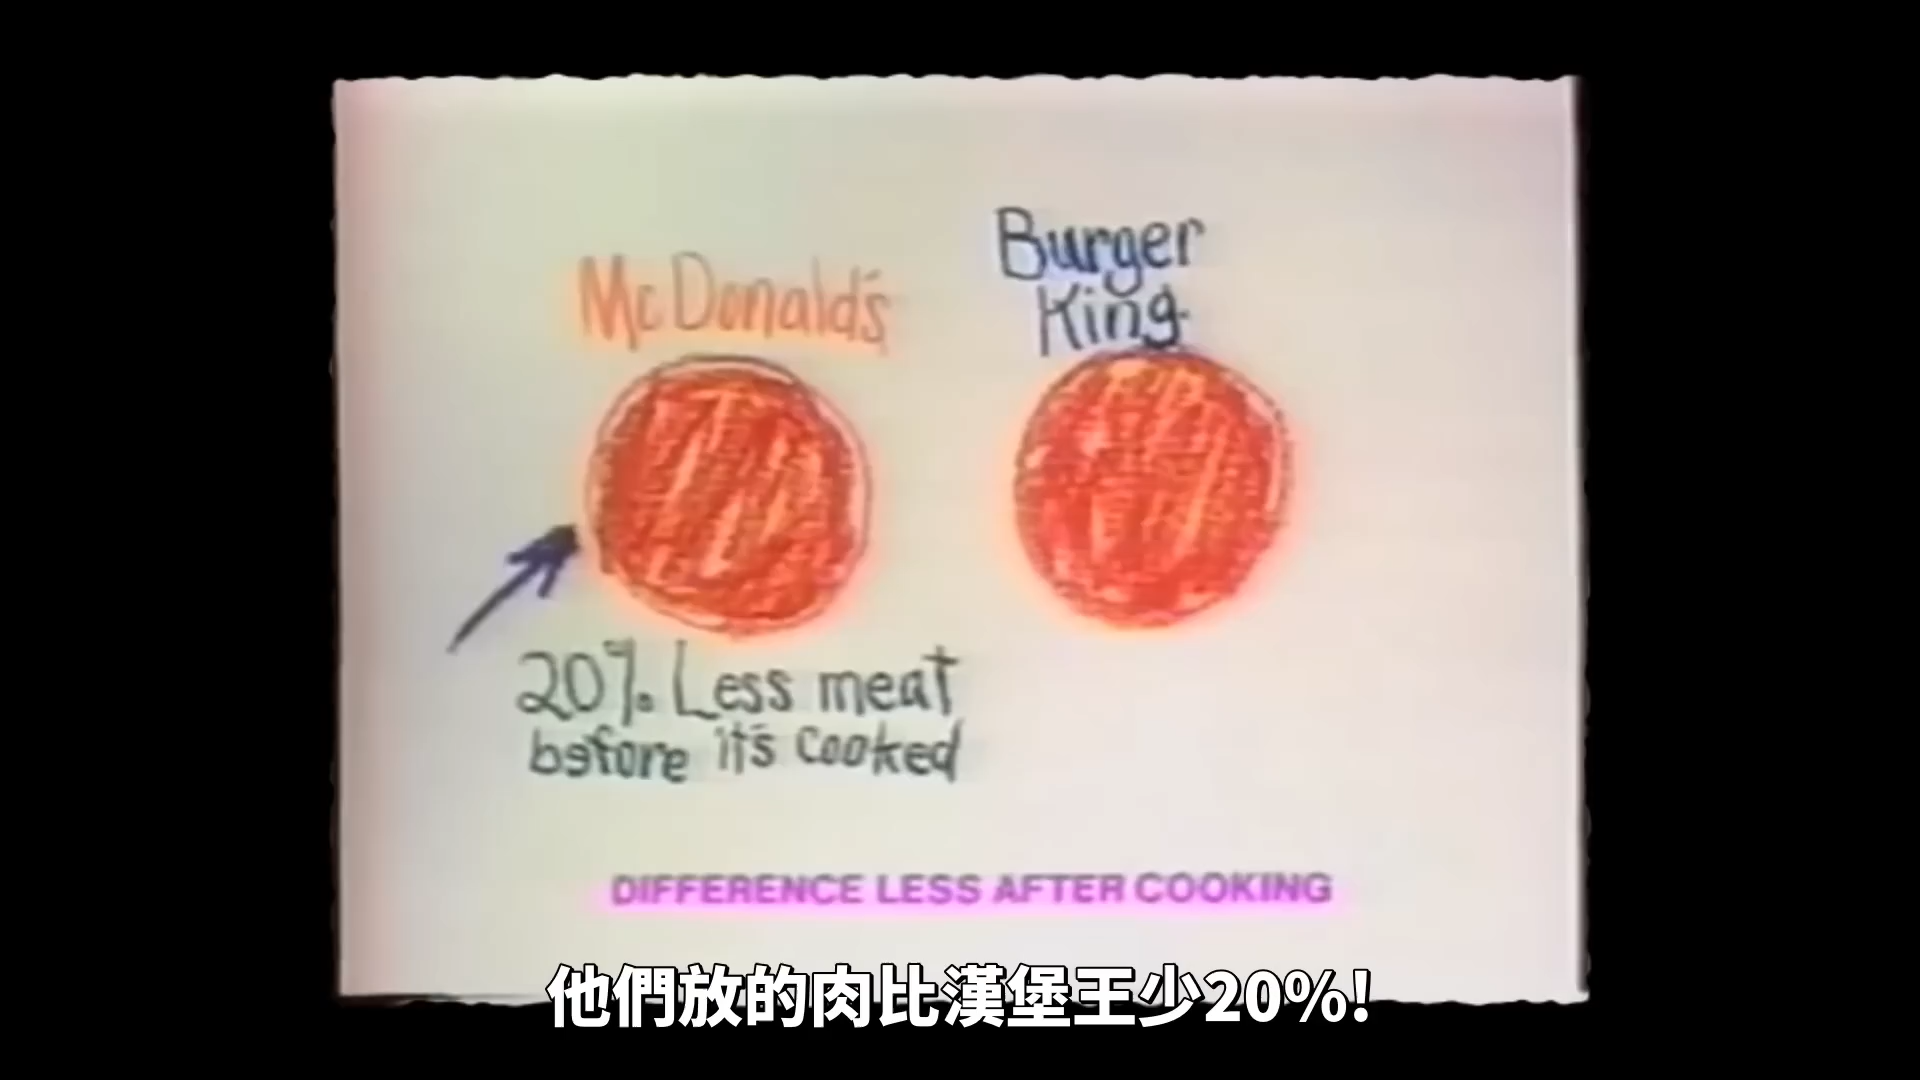 McDonald's
Burger
King
20% Less meat
before it's cooked
DIFFERENCE LESS AFTER COOKING
他們放的肉比漢堡王少20%!